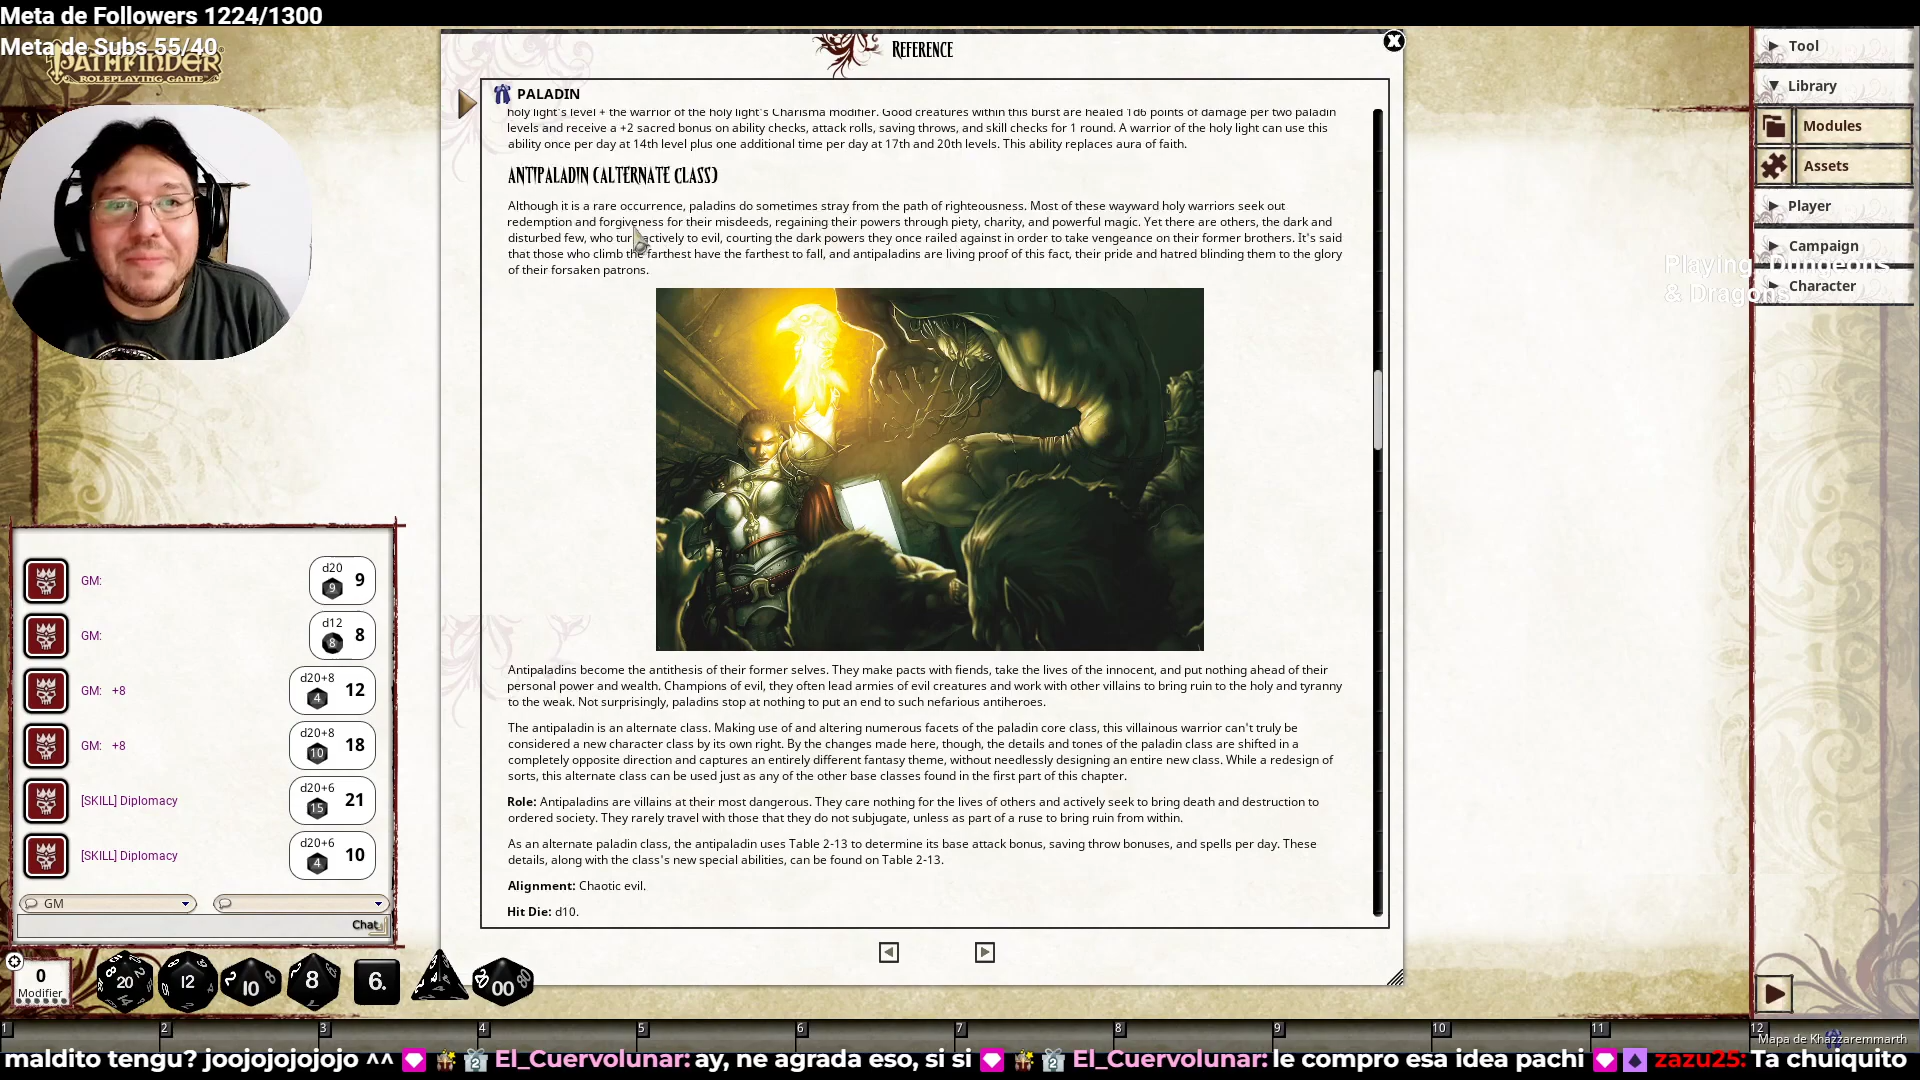 Meta de Followers 1224/1300
Meta de Subs 55/40
PATHFINDER
ROLEPLAYING GAME
REFERENCE
PALADIN
holy light's level + the warrior of the holy light's Charisma modifier. Good creatures within this burst are healed 1d6 points of damage per two paladin
levels and receive a +2 sacred bonus on ability checks, attack rolls, saving throws, and skill checks for 1 round. A warrior of the holy light can use this
ability once per day at 14th level plus one additional time per day at 17th and 20th levels. This ability replaces aura of faith.
ANTIPALADIN (ALTERNATE CLASS)
Although it is a rare occurrence, paladins do sometimes stray from the path of righteousness. Most of these wayward holy warriors seek out
redemption and forgiveness for their misdeeds, regaining their powers through piety, charity, and powerful magic. Yet there are others, the dark and
disturbed few, who turn actively to evil, courting the dark powers they once railed against in order to take vengeance on their former brothers. It's said
that those who climb the farthest have the farthest to fall, and antipaladins are living proof of this fact, their pride and hatred blinding them to the glory
of their forsaken patrons.
Antipaladins become the antithesis of their former selves. They make pacts with fiends, take the lives of the innocent, and put nothing ahead of their
personal power and wealth. Champions of evil, they often lead armies of evil creatures and work with other villains to bring ruin to the holy and tyranny
to the weak. Not surprisingly, paladins stop at nothing to put an end to such nefarious antiheroes.
The antipaladin is an alternate class. Making use of and altering numerous facets of the paladin core class, this villainous warrior can't truly be
considered a new character class by its own right. By the changes made here, though, the details and tones of the paladin class are shifted in a
completely opposite direction and captures an entirely different fantasy theme, without needlessly designing an entire new class. While a redesign of
sorts, this alternate class can be used just as any of the other base classes found in the first part of this chapter.
Role: Antipaladins are villains at their most dangerous. They care nothing for the lives of others and actively seek to bring death and destruction to
ordered society. They rarely travel with those that they do not subjugate, unless as part of a ruse to bring ruin from within.
As an alternate paladin class, the antipaladin uses Table 2-13 to determine its base attack bonus, saving throw bonuses, and spells per day. These
details, along with the class's new special abilities, can be found on Table 2-13.
Alignment: Chaotic evil.
Hit Die: d10.
Tool
Library
Modules
Assets
Player
Campaign
Playing: Dungeons
& Dragons
Character
GM: d20 9 9
GM: d12 8 8
GM: +8 d20+8 4 12
GM: +8 d20+8 10 18
[SKILL] Diplomacy d20+6 15 21
[SKILL] Diplomacy d20+6 4 10
GM
Chat
0
Modifier
20 12 10 8 6. 4 00
1 2 3 4 5 6 7 8 9 10 11 12
Mapa de Khazzaremmarth
maldito tengu? joojojojojojo ^^ El_Cuervolunar: ay, ne agrada eso, si si El_Cuervolunar: le compro esa idea pachi zazu25: Ta chuiquito